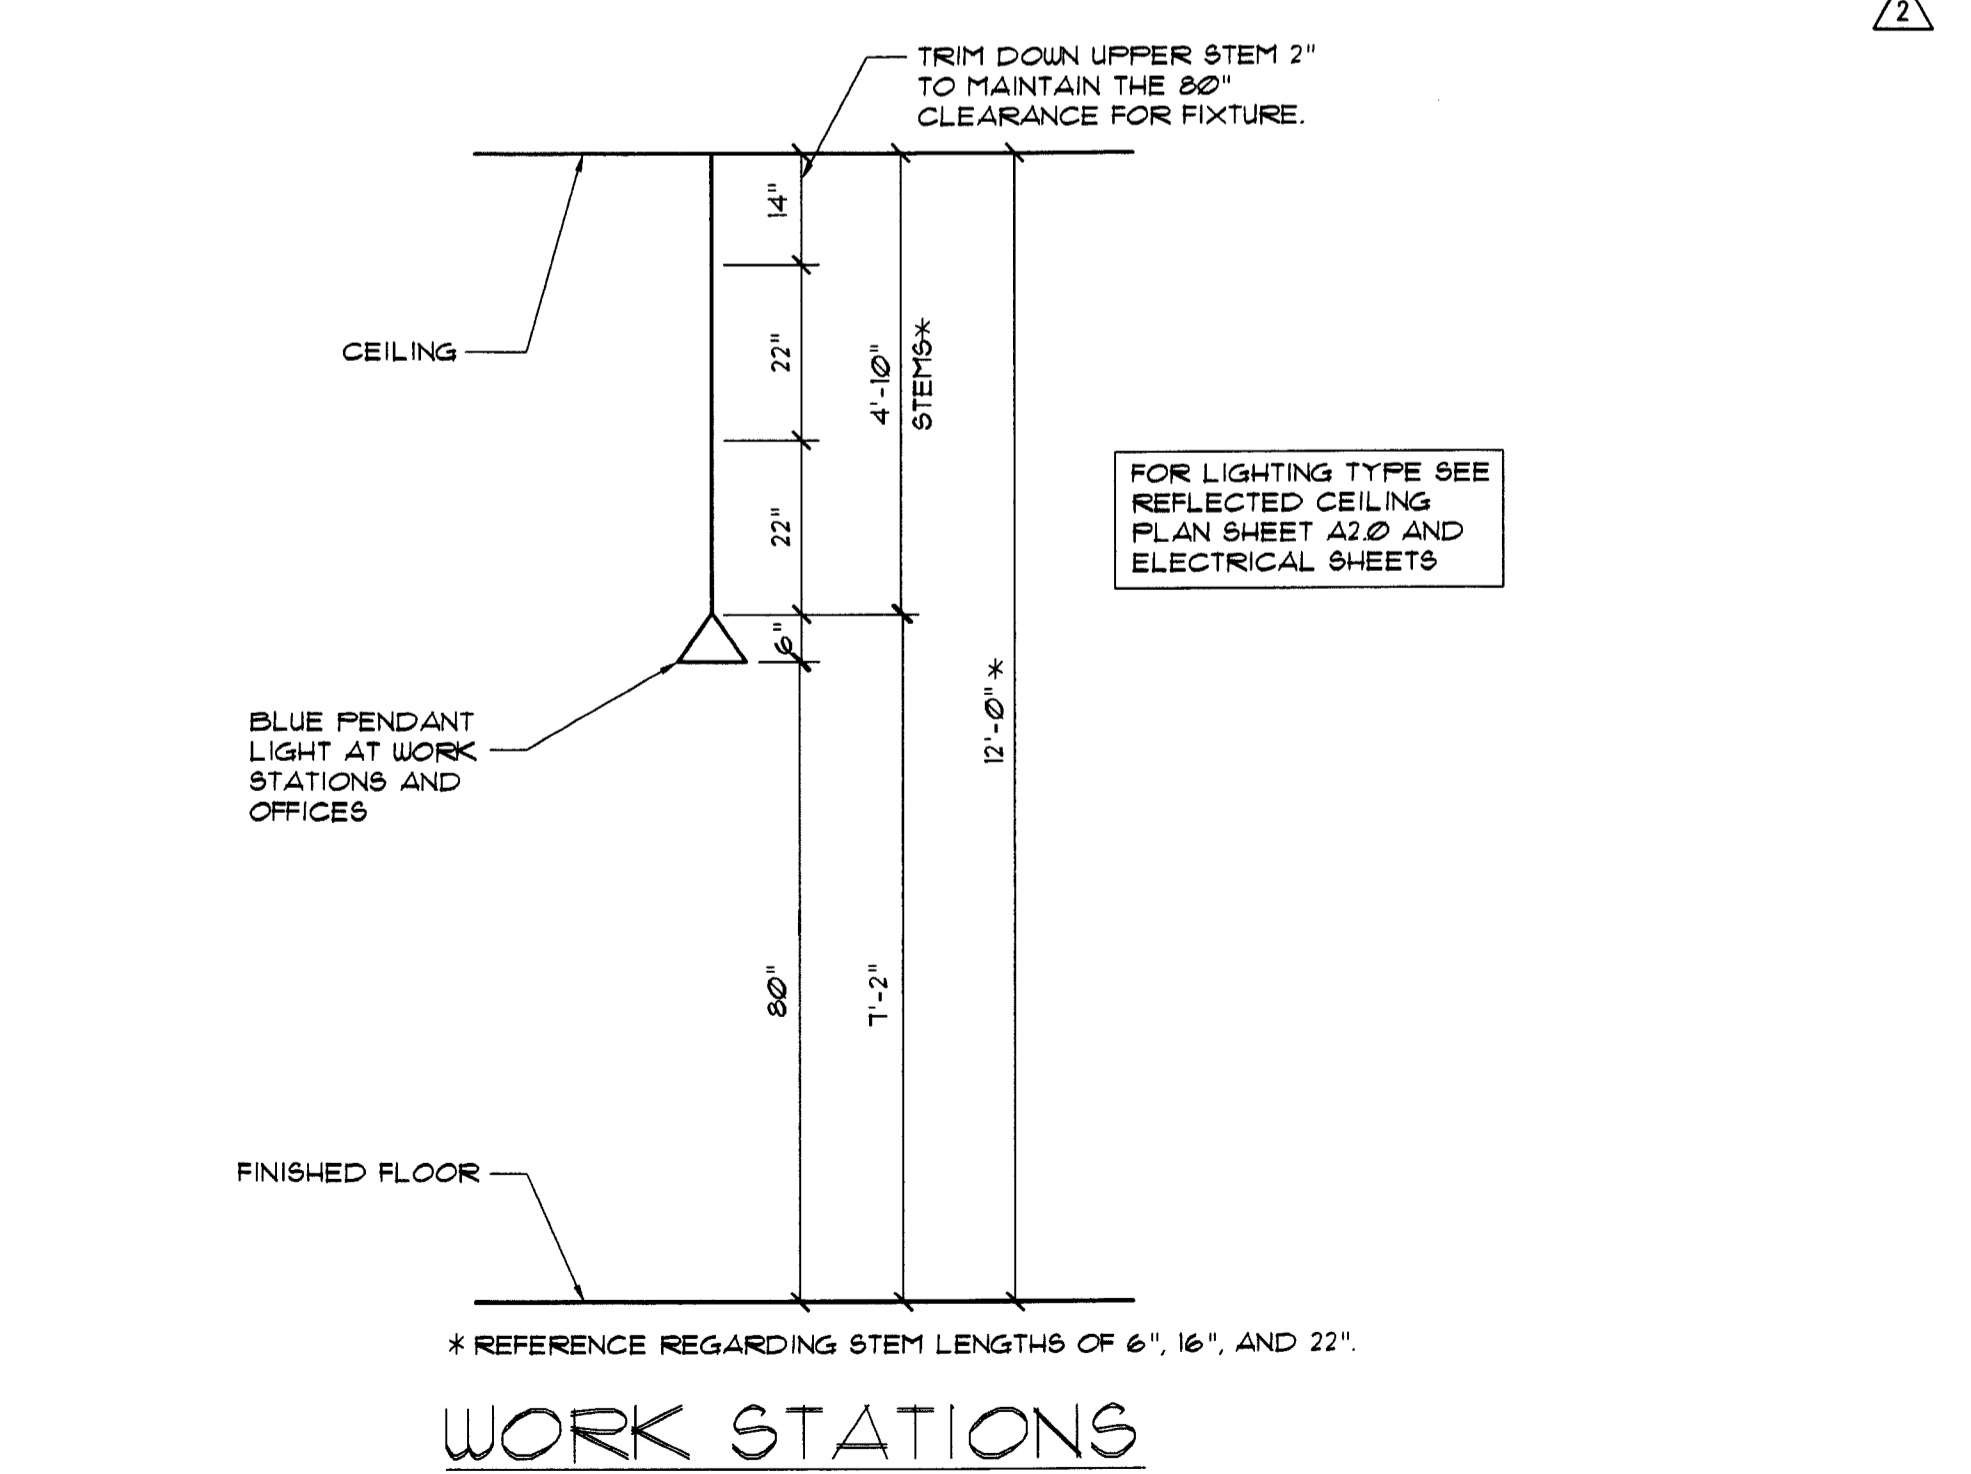 2
TRIM DOWN UPPER STEM 2"
TO MAINTAIN THE 80"
CLEARANCE FOR FIXTURE.
14"
CEILING
22"
4'-10"
STEMS*
22"
FOR LIGHTING TYPE SEE
REFLECTED CEILING
PLAN SHEET A2.0 AND
ELECTRICAL SHEETS
6"
12'-0" *
BLUE PENDANT
LIGHT AT WORK
STATIONS AND
OFFICES
80"
7'-2"
FINISHED FLOOR
* REFERENCE REGARDING STEM LENGTHS OF 6", 16", AND 22".
WORK STATIONS